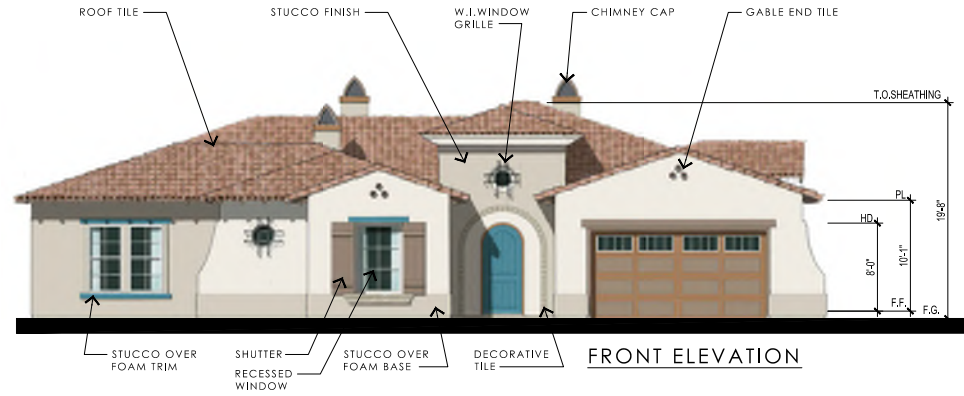 ROOF TILE
STUCCO FINISH
W.I.WINDOW
GRILLE
CHIMNEY CAP
GABLE END TILE
T.O.SHEATHING
PL.
HD.
19'-8"
10'-1"
8'-0"
F.F.
F.G.
STUCCO OVER
FOAM TRIM
SHUTTER
RECESSED
WINDOW
STUCCO OVER
FOAM BASE
DECORATIVE
TILE
FRONT ELEVATION